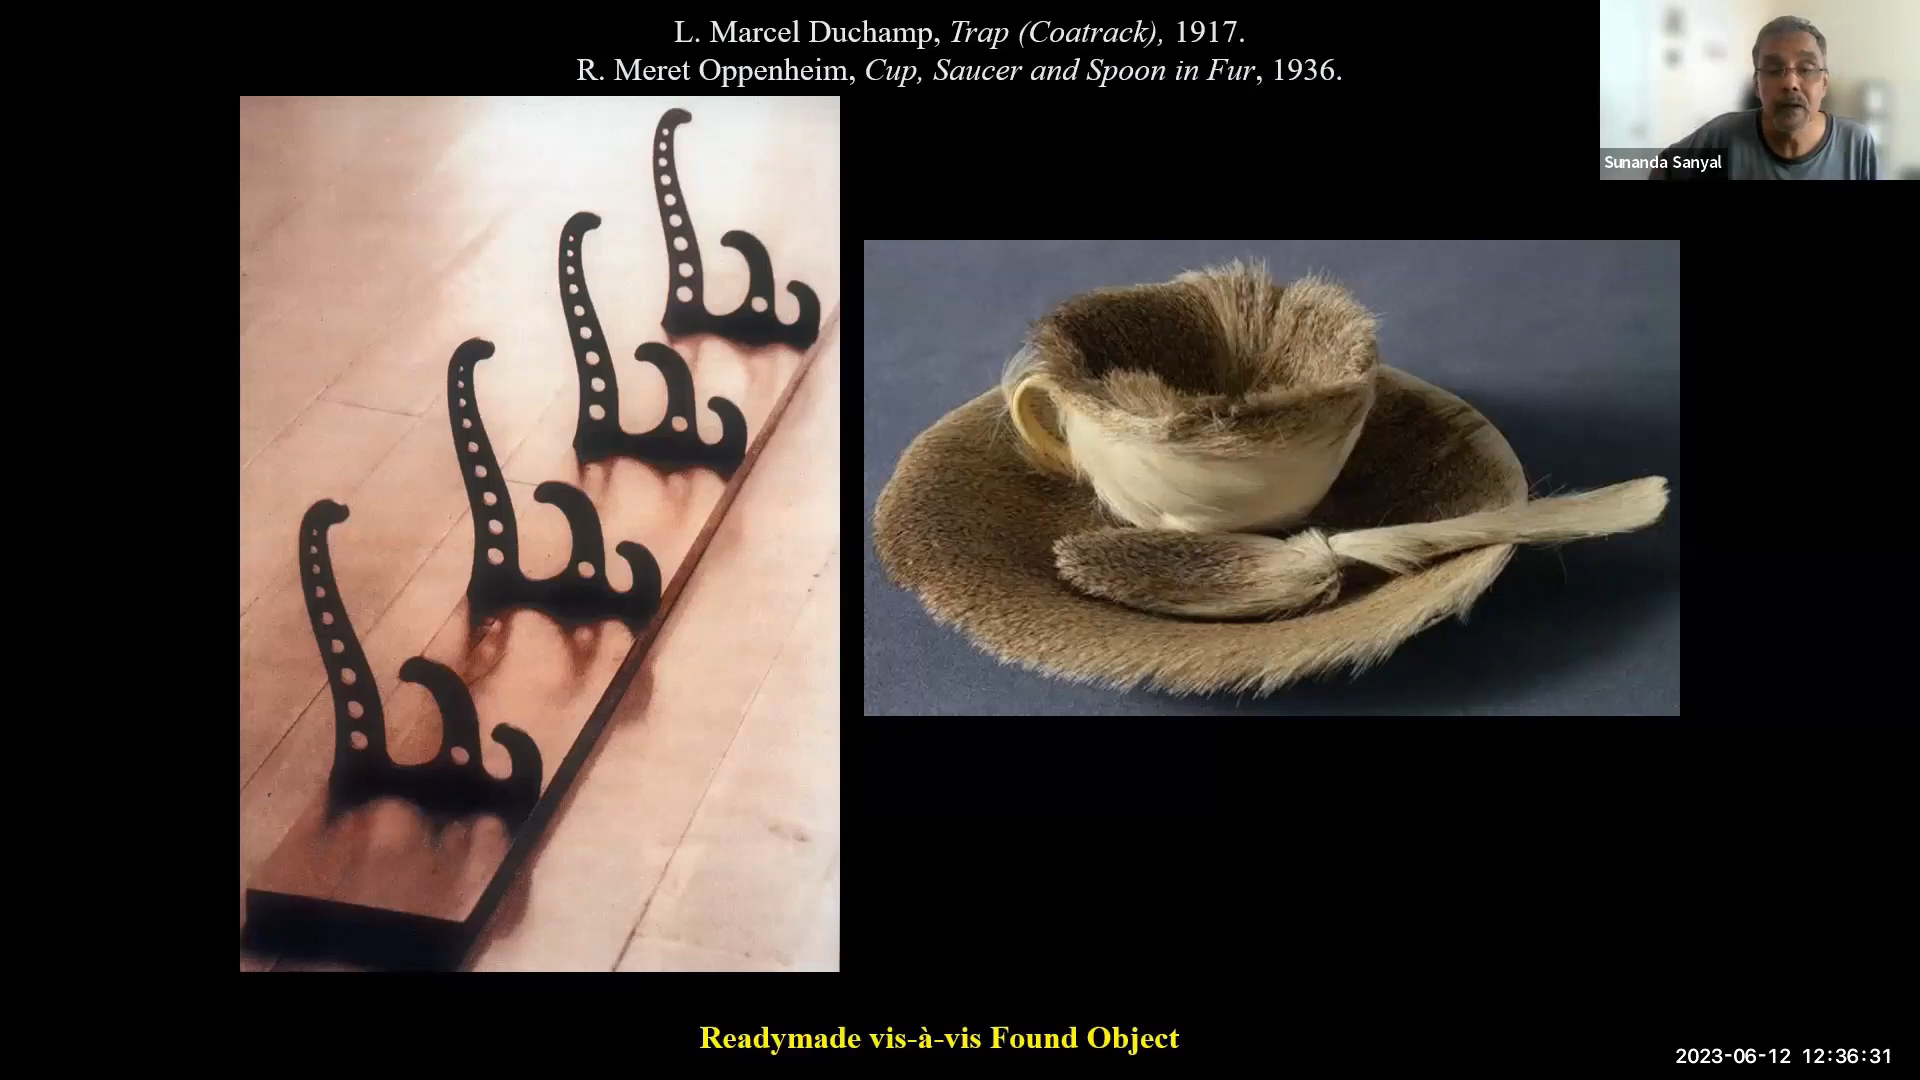 L. Marcel Duchamp, Trap (Coatrack), 1917.
R. Meret Oppenheim, Cup, Saucer and Spoon in Fur, 1936.
Sunanda Sanyal
Readymade vis-à-vis Found Object
2023-06-12 12:36:31